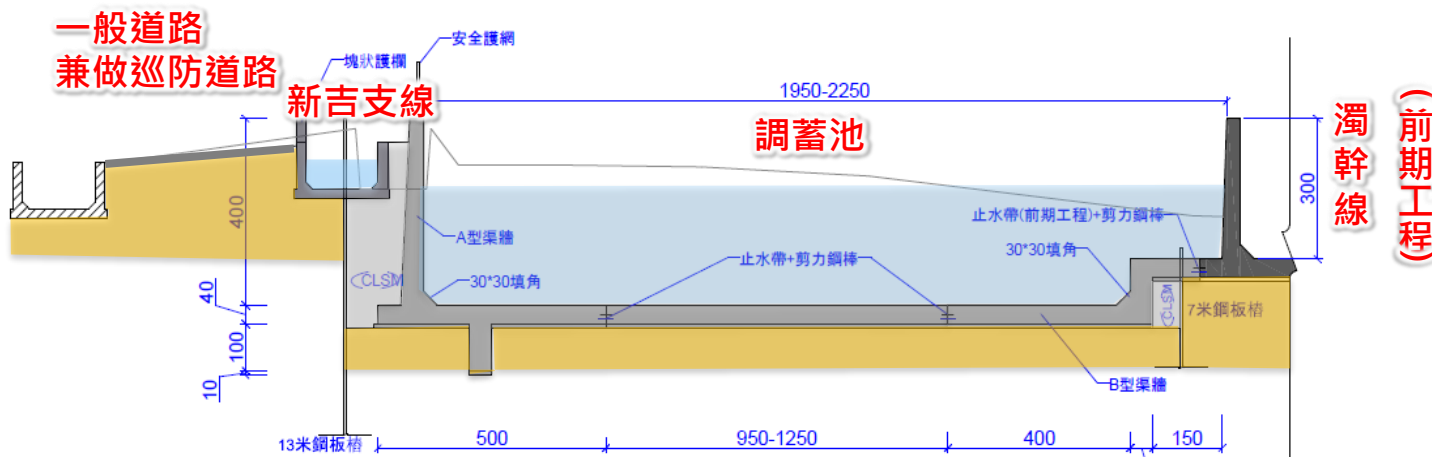 一般道路
兼做巡防道路
塊狀護欄
安全護網
新吉支線
1950-2250
調蓄池
濁幹線
(前期工程)
300
400
止水帶(前期工程)+剪力鋼棒
A型渠牆
止水帶+剪力鋼棒
30*30填角
30*30填角
CLSM
CLSM
7米鋼板樁
40
100
10
B型渠牆
13米鋼板樁
500
950-1250
400
150